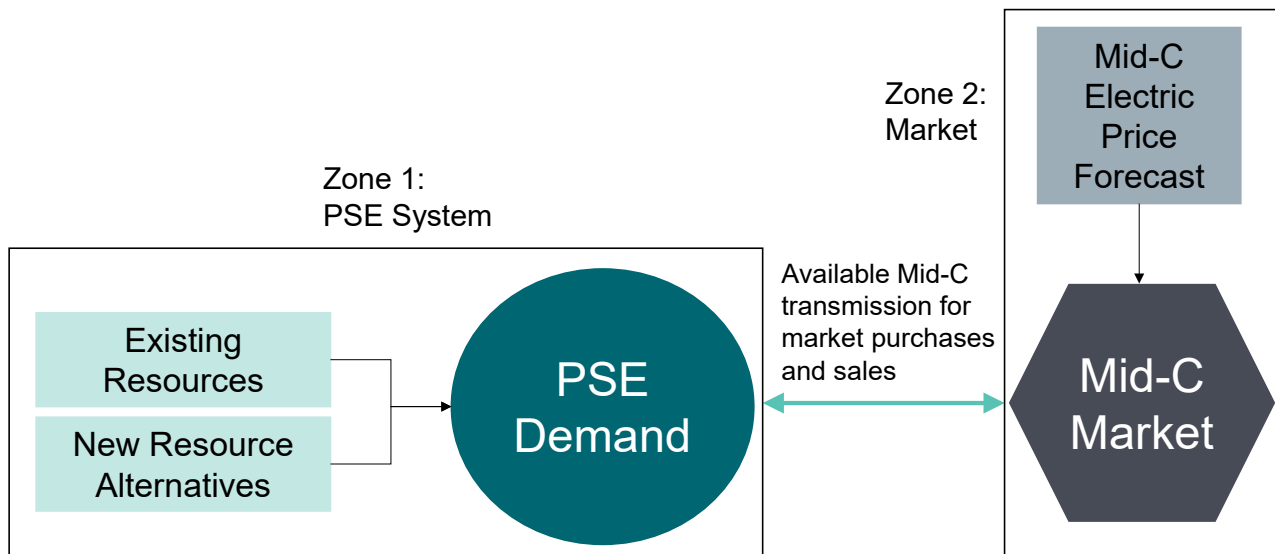 Zone 1:
PSE System
Existing
Resources
New Resource
Alternatives
PSE
Demand
Available Mid-C
transmission for
market purchases
and sales
Zone 2:
Market
Mid-C
Electric
Price
Forecast
Mid-C
Market